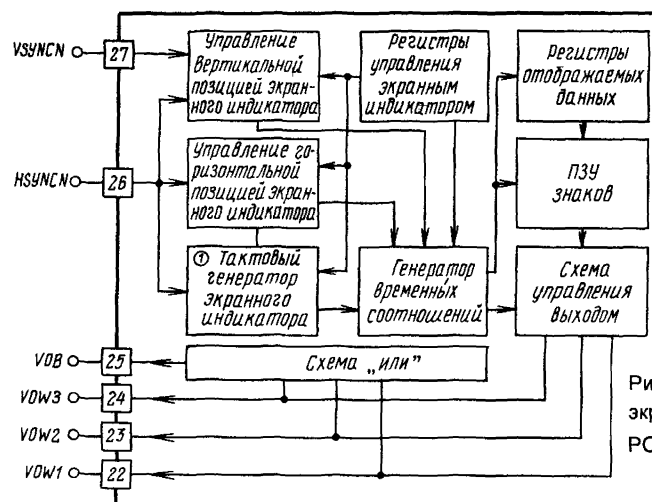 VSYNCN
27
Управление
вертикальной
позицией экран-
ного индикатора
Регистры
управления
экранным
индикатором
Регистры
отображаемых
данных
HSYNCN
26
Управление го-
ризонтальной
позицией экран-
ного индикатора
ПЗУ
знаков
① Тактовый
генератор
экранного
индикатора
Генератор
временных
соотношений
Схема
управления
выходом
VOB
25
Схема „или"
VOW3
24
VOW2
23
VOW1
22
Ри
экр
РС